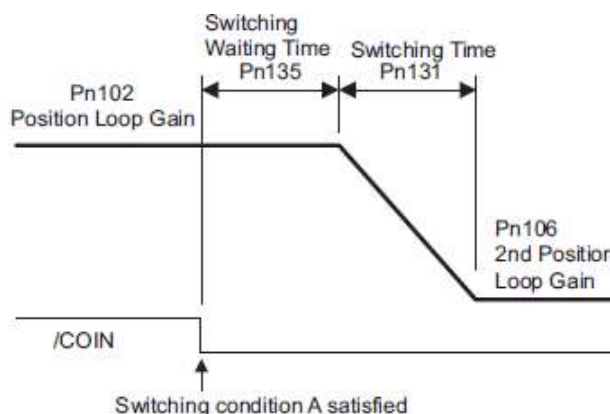 Switching
Waiting Time
Pn135
Switching Time
Pn131
Pn102
Position Loop Gain
Pn106
2nd Position
Loop Gain
/COIN
Switching condition A satisfied